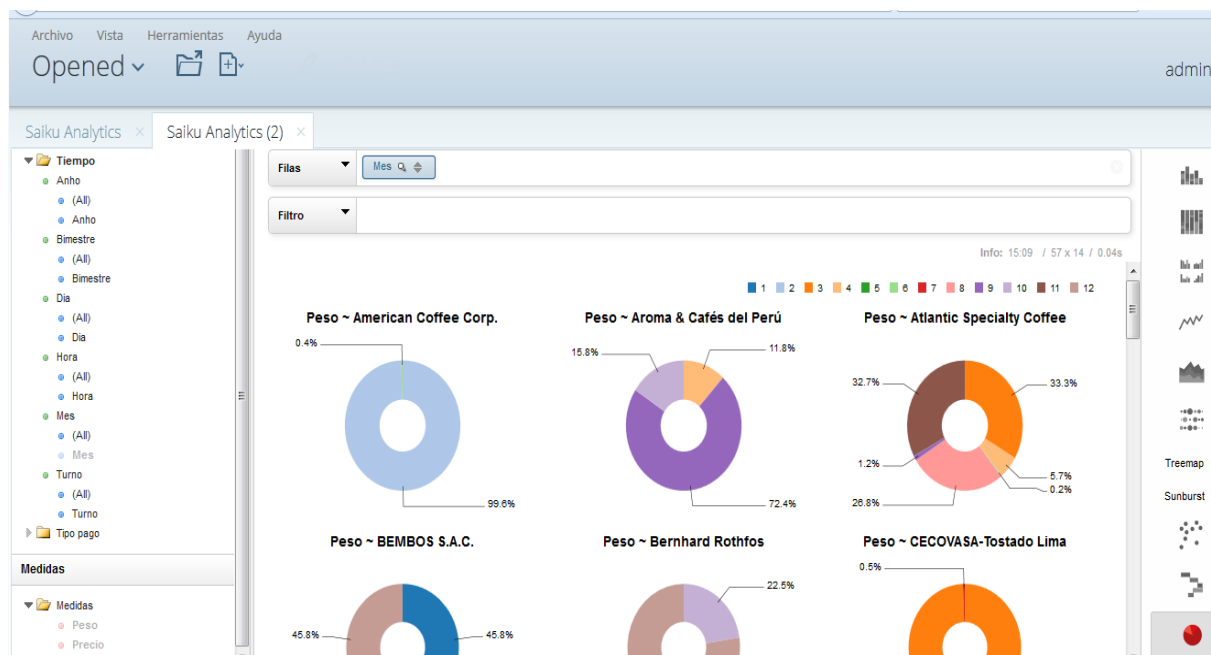 Archivo Vista Herramientas Ayuda
Opened
admin
Saiku Analytics × Saiku Analytics (2) ×
Tiempo
Anho
(All)
Anho
Bimestre
(All)
Bimestre
Dia
(All)
Dia
Hora
(All)
Hora
Mes
(All)
Mes
Turno
(All)
Turno
Tipo pago
Medidas
Medidas
Peso
Precio
Filas Mes
Filtro
Info: 15:09 / 57 x 14 / 0.04s
1 2 3 4 5 6 7 8 9 10 11 12
Peso ~ American Coffee Corp.
0.4%
99.6%
Peso ~ Aroma & Cafés del Perú
15.8% 11.8%
72.4%
Peso ~ Atlantic Specialty Coffee
32.7% 33.3%
1.2% 5.7%
0.2%
26.8%
Peso ~ BEMBOS S.A.C.
45.8% 45.8%
Peso ~ Bernhard Rothfos
22.5%
Peso ~ CECOVASA-Tostado Lima
0.5%
Treemap
Sunburst